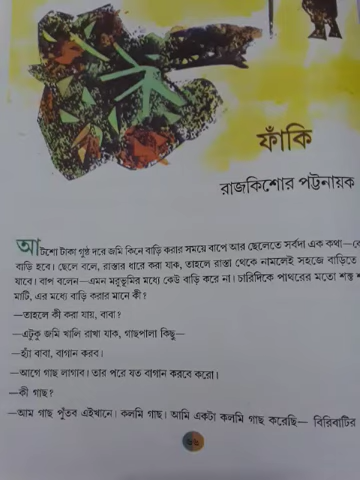 ফাঁকি
রাজকিশোর পট্টনায়ক
আটশো টাকা গুণ্ঠ দরে জমি কিনে বাড়ি করার সময়ে বাপে আর ছেলেতে সর্বদা এক কথা—
বাড়ি হবে। ছেলে বলে, রাস্তার ধারে করা যাক, তাহলে রাস্তা থেকে নামলেই সহজে বাড়িতে
যাবে। বাপ বলেন—এমন মরুভূমির মধ্যে কেউ বাড়ি করে না। চারিদিকে পাথরের মতো শক্ত
মাটি, এর মধ্যে বাড়ি করার মানে কী?
—তাহলে কী করা যায়, বাবা?
—এটুকু জমি খালি রাখা যাক, গাছপালা কিছু—
—হ্যাঁ বাবা, বাগান করব।
—আগে গাছ লাগাব। তার পরে যত বাগান করবে করো।
—কী গাছ?
—আম গাছ পুঁতব এইখানে। কলমি গাছ। আমি একটা কলমি গাছ করেছি— বিরিবাটির